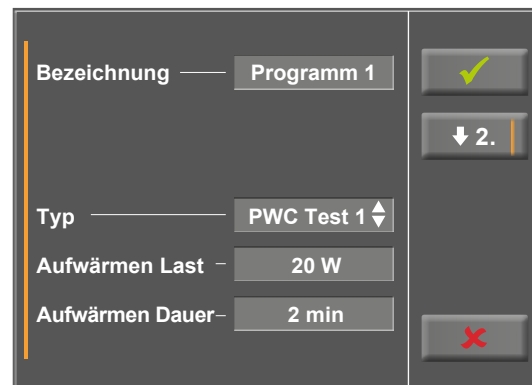 Bezeichnung Programm 1
2.
Typ PWC Test 1
Aufwärmen Last 20 W
Aufwärmen Dauer 2 min